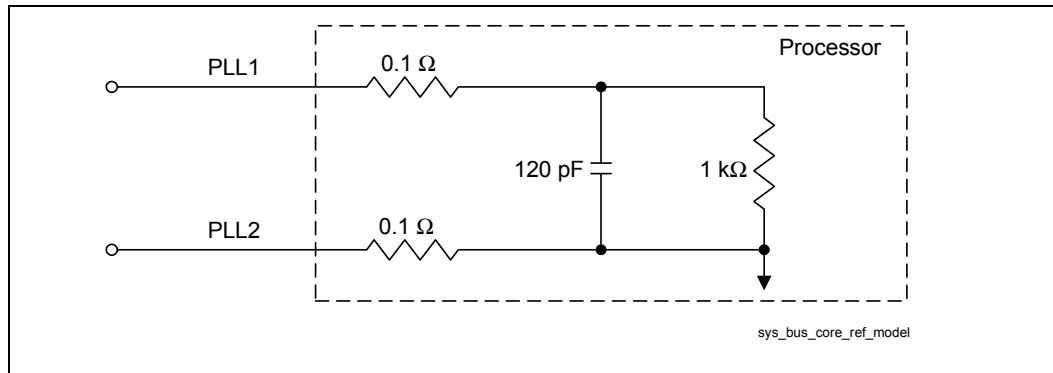 Processor
PLL1
0.1 Ω
120 pF
1 kΩ
PLL2
0.1 Ω
sys_bus_core_ref_model